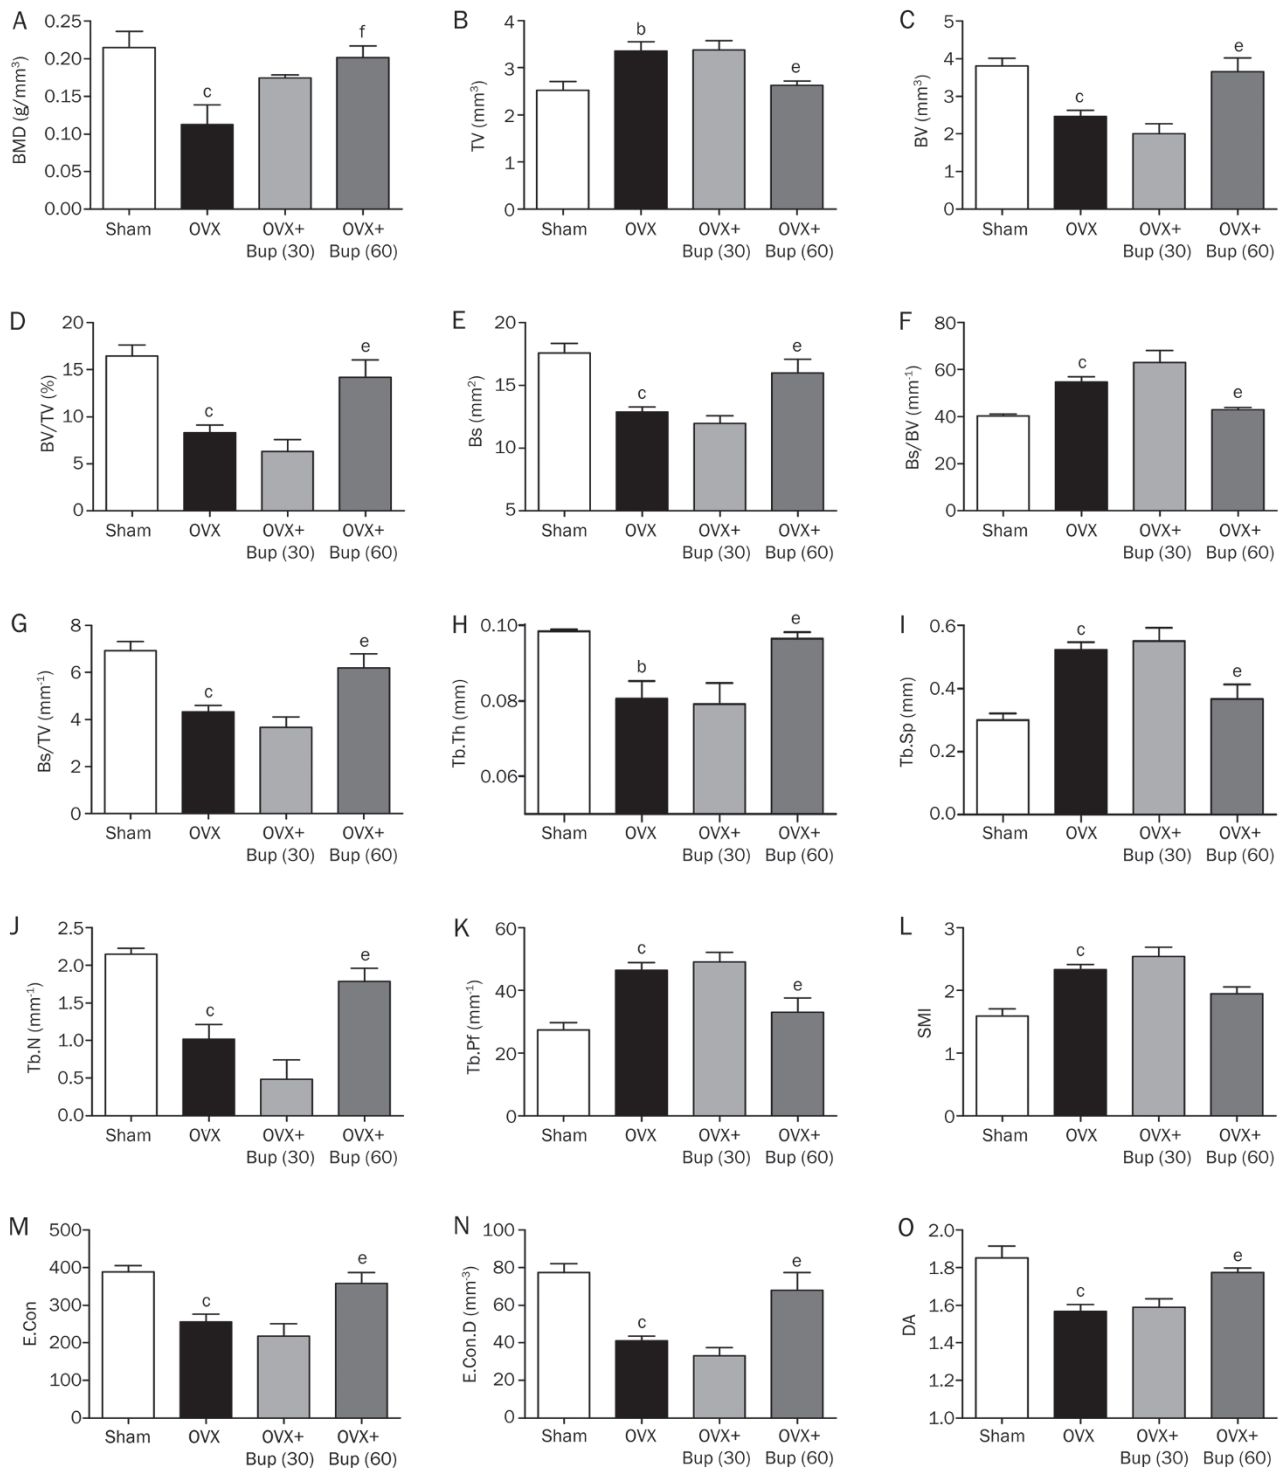 A
BMD (g/mm³)
0.25
0.20
0.15
0.10
0.05
0.00
c
f
Sham
OVX
OVX+
Bup (30)
OVX+
Bup (60)
B
TV (mm³)
4
3
2
1
0
b
e
Sham
OVX
OVX+
Bup (30)
OVX+
Bup (60)
C
BV (mm³)
5
4
3
2
1
0
c
e
Sham
OVX
OVX+
Bup (30)
OVX+
Bup (60)
D
BV/TV (%)
20
15
10
5
0
c
e
Sham
OVX
OVX+
Bup (30)
OVX+
Bup (60)
E
Bs (mm²)
20
15
10
5
c
e
Sham
OVX
OVX+
Bup (30)
OVX+
Bup (60)
F
Bs/BV (mm⁻¹)
80
60
40
20
0
c
e
Sham
OVX
OVX+
Bup (30)
OVX+
Bup (60)
G
Bs/TV (mm⁻¹)
8
6
4
2
0
c
e
Sham
OVX
OVX+
Bup (30)
OVX+
Bup (60)
H
Tb.Th (mm)
0.10
0.08
0.06
b
e
Sham
OVX
OVX+
Bup (30)
OVX+
Bup (60)
I
Tb.Sp (mm)
0.6
0.4
0.2
0.0
c
e
Sham
OVX
OVX+
Bup (30)
OVX+
Bup (60)
J
Tb.N (mm⁻¹)
2.5
2.0
1.5
1.0
0.5
0.0
c
e
Sham
OVX
OVX+
Bup (30)
OVX+
Bup (60)
K
Tb.Pf (mm⁻¹)
60
40
20
0
c
e
Sham
OVX
OVX+
Bup (30)
OVX+
Bup (60)
L
SMI
3
2
1
0
c
Sham
OVX
OVX+
Bup (30)
OVX+
Bup (60)
M
E.Con
500
400
300
200
100
0
c
e
Sham
OVX
OVX+
Bup (30)
OVX+
Bup (60)
N
E.Con.D (mm⁻³)
100
80
60
40
20
0
c
e
Sham
OVX
OVX+
Bup (30)
OVX+
Bup (60)
O
DA
2.0
1.8
1.6
1.4
1.2
1.0
c
e
Sham
OVX
OVX+
Bup (30)
OVX+
Bup (60)